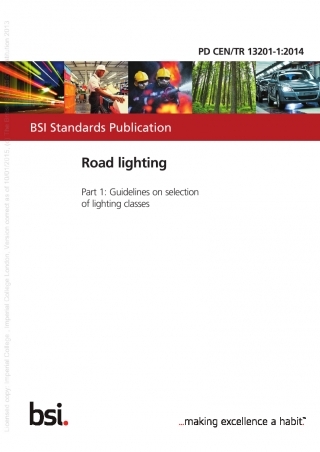 PD CEN/TR 13201-1:2014
BSI Standards Publication
Road lighting
Part 1: Guidelines on selection
of lighting classes
bsi.
...making excellence a habit.™
Licensed copy: Imperial College, Imperial College London, Version correct as of